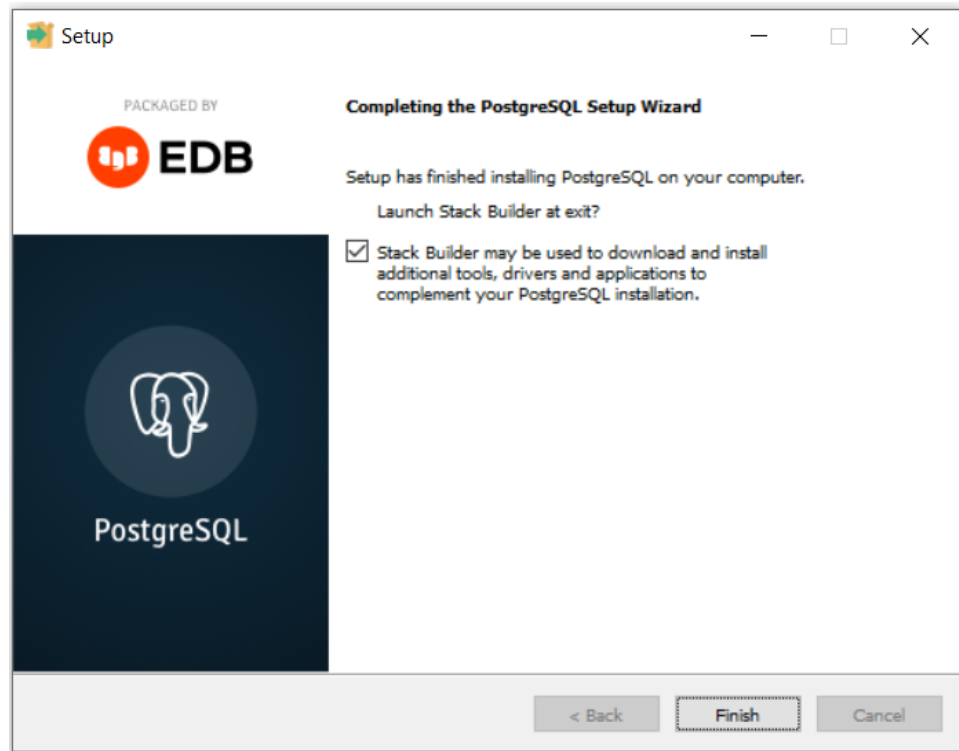 Setup
PACKAGED BY
EDB
PostgreSQL
Completing the PostgreSQL Setup Wizard
Setup has finished installing PostgreSQL on your computer.
Launch Stack Builder at exit?
Stack Builder may be used to download and install
additional tools, drivers and applications to
complement your PostgreSQL installation.
< Back
Finish
Cancel